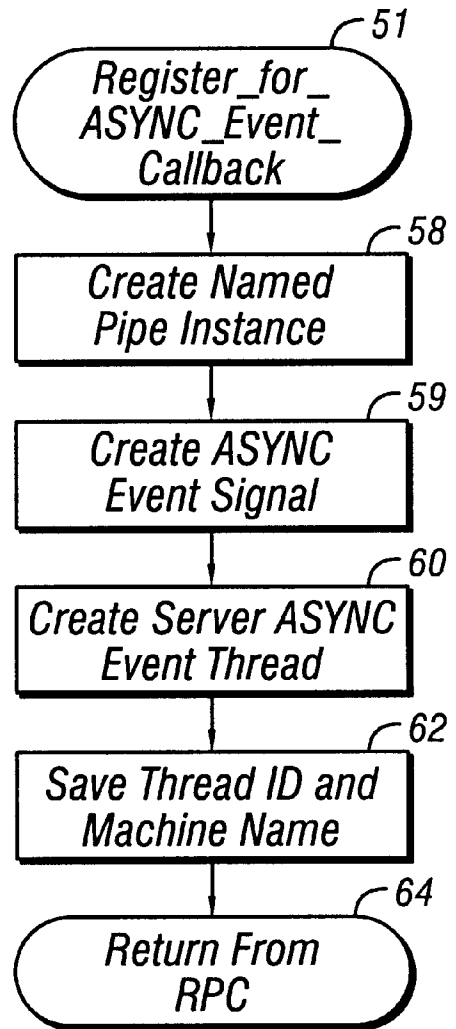 51
Register_for_
ASYNC_Event_
Callback
58
Create Named
Pipe Instance
59
Create ASYNC
Event Signal
60
Create Server ASYNC
Event Thread
62
Save Thread ID and
Machine Name
64
Return From
RPC